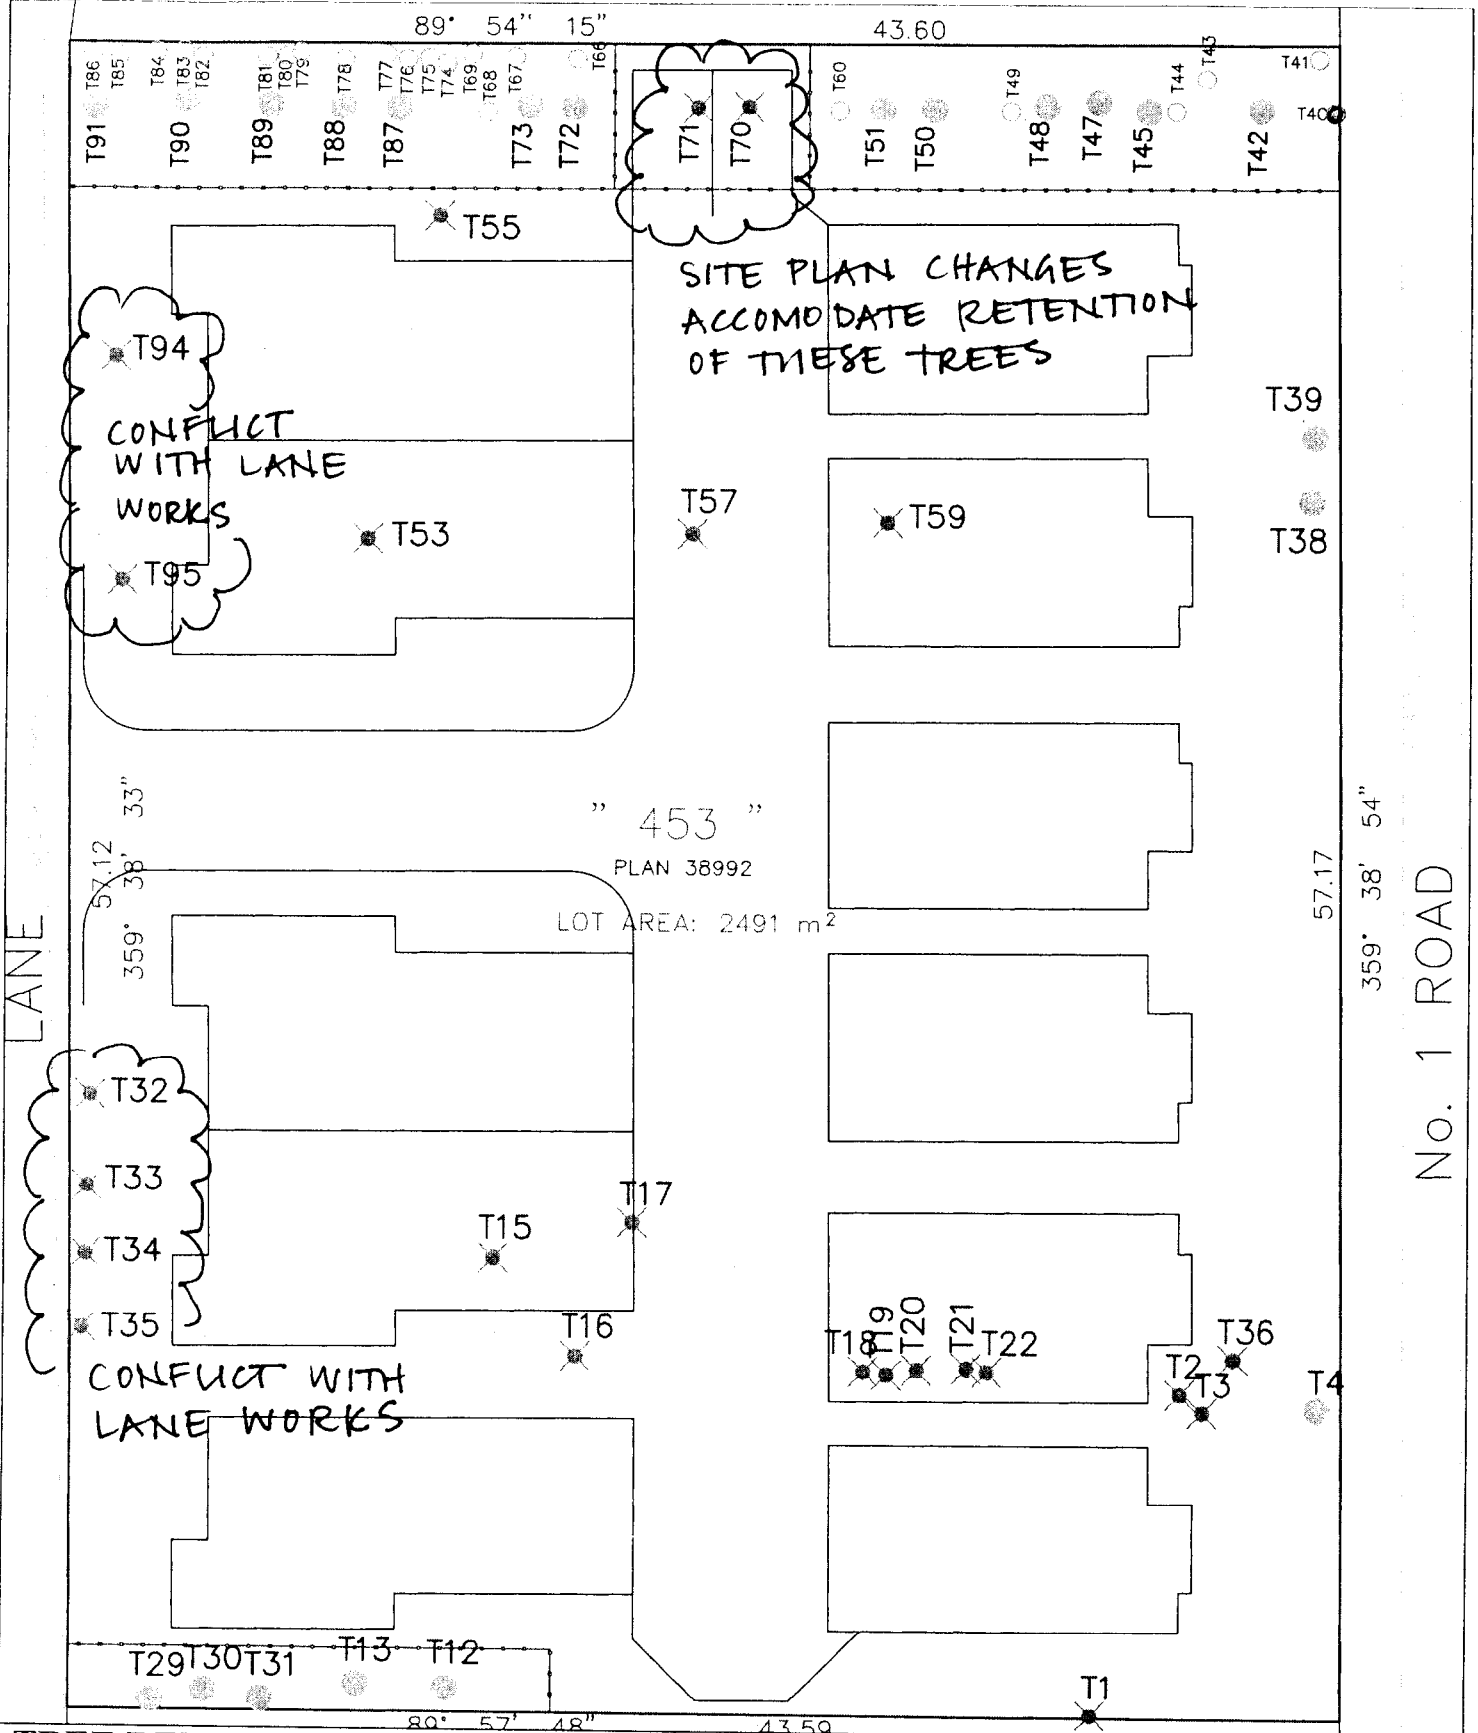 89° 54" 15" 43.60
T86 T85 T84 T83 T82 T81 T80 T79 T78 T77 T76 T75 T74 T69 T68 T67 T66 T60 T49 T44 T43 T41
T40
T91 T90 T89 T88 T87 T73 T72 T71 T70 T51 T50 T48 T47 T45 T42
T55
SITE PLAN CHANGES
ACCOMODATE RETENTION
OF THESE TREES
T94
T39
CONFLICT
WITH LANE
WORKS
T57
T59
T53
T38
T95
" 453 "
PLAN 38992
LOT AREA: 2491 m²
57.12
359° 38' 33"
57.17
359° 38' 54"
LANE
No. 1 ROAD
T32
T33
T17
T15
T34
T35
T16
T18 T19 T20 T21 T22
T36
T2
T3
T4
CONFLICT WITH
LANE WORKS
T29 T30 T31 T13 T12
T1
89° 57' 48" 43.59